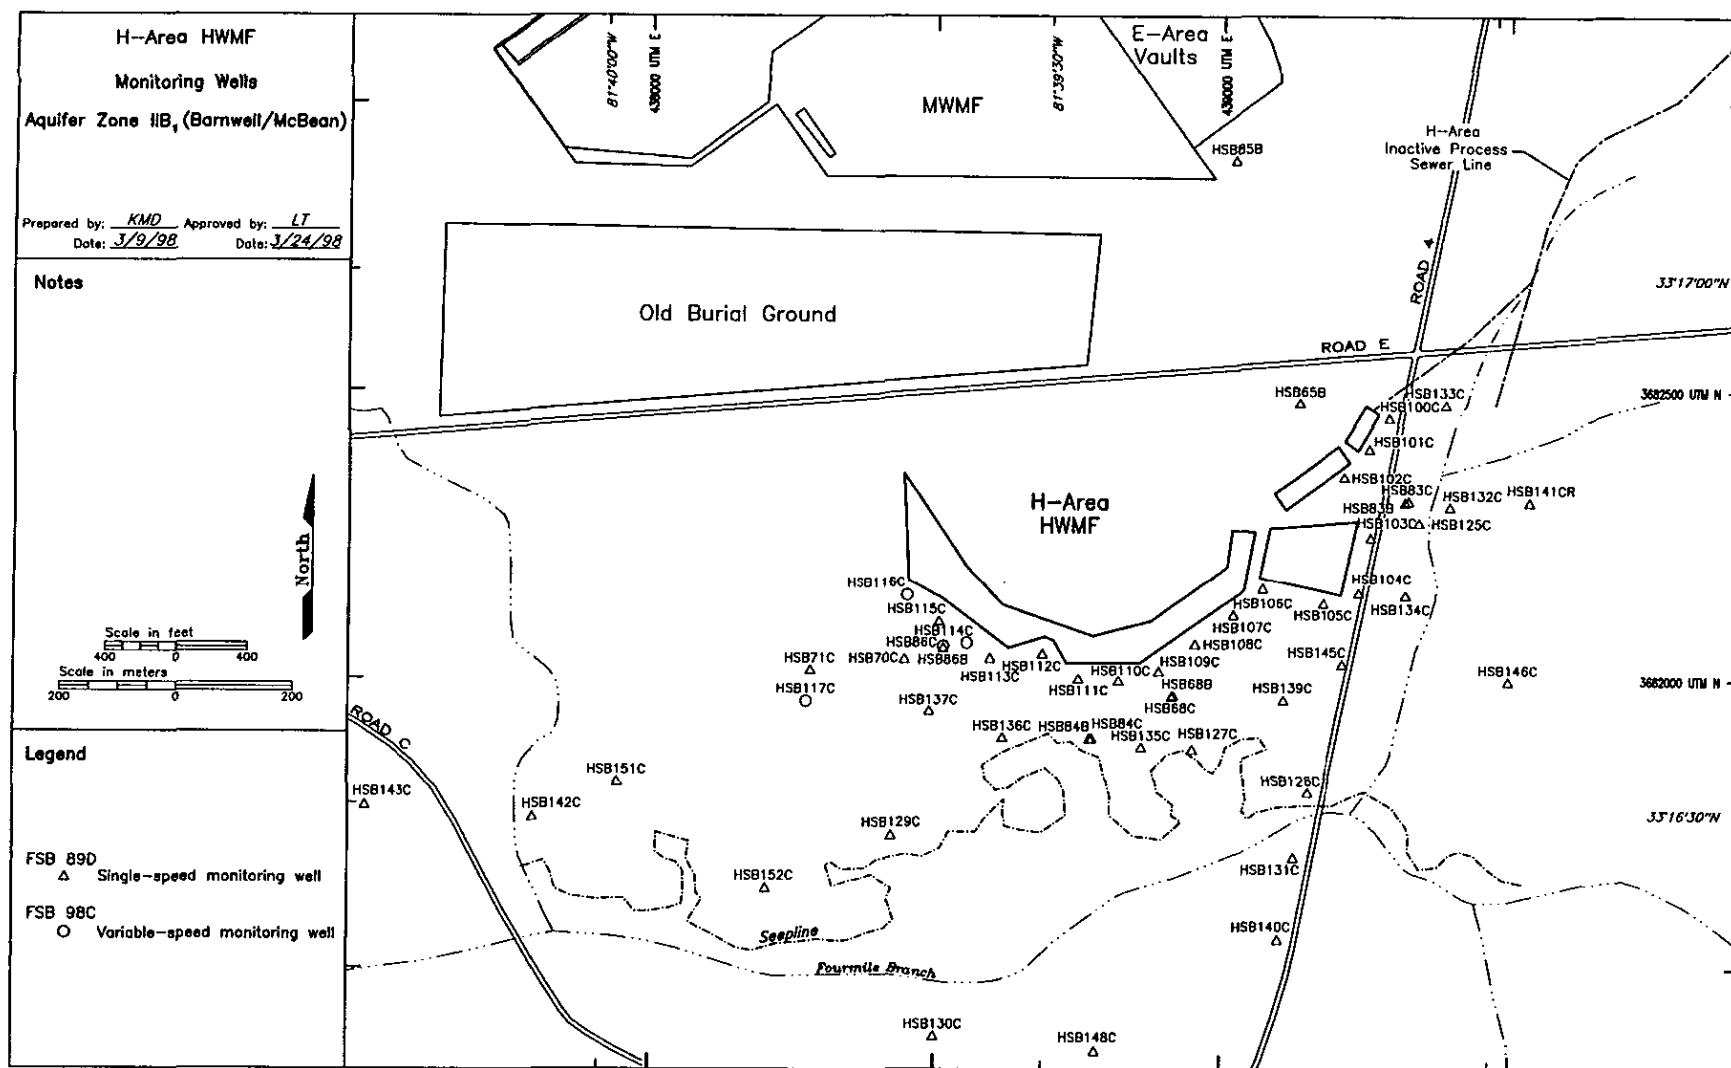 H-Area HWMF
Monitoring Wells
Aquifer Zone IIB₁ (Barnwell/McBean)
Prepared by: KMD Approved by: LT
Date: 3/9/98 Date: 3/24/98
Notes
North
Scale in feet
400 0 400
Scale in meters
200 0 200
Legend
FSB 89D
Single-speed monitoring well
FSB 98C
Variable-speed monitoring well
81°40'00"W
438000 UTM E
MWMF
81°39'30"W
E-Area
Vaults
439000 UTM E
HSB85B
H-Area
Inactive Process
Sewer Line
ROAD 4
33°17'00"N
Old Burial Ground
ROAD E
HSB65B
HSB133C
HSB100C
3682500 UTM N
HSB101C
HSB102C
HSB83C
HSB83B
HSB132C
HSB141CR
HSB103D
HSB125C
H-Area
HWMF
HSB116C
HSB115C
HSB114C
HSB86C
HSB86B
HSB70C
HSB71C
HSB117C
HSB137C
HSB113C
HSB112C
HSB111C
HSB110C
HSB109C
HSB108C
HSB107C
HSB106C
HSB105C
HSB104C
HSB134C
HSB145C
HSB146C
HSB68B
HSB68C
HSB139C
3682000 UTM N
HSB136C
HSB84B
HSB84C
HSB135C
HSB127C
ROAD C
HSB143C
HSB151C
HSB142C
HSB129C
HSB126C
33°16'30"N
HSB152C
HSB131C
HSB140C
Seepline
Fourmile Branch
HSB130C
HSB148C